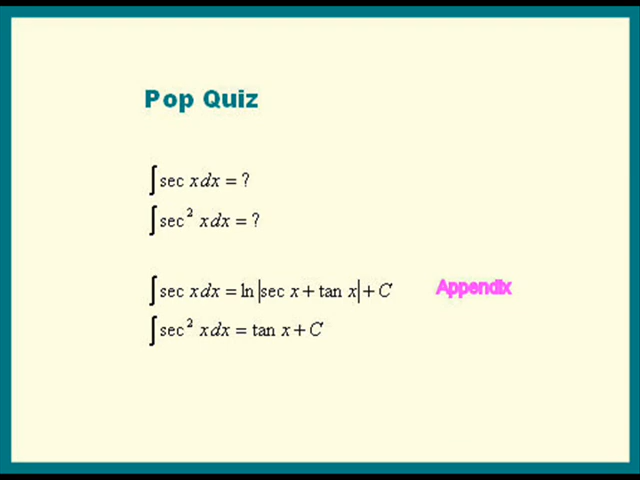 Pop Quiz
∫ sec x dx = ?
∫ sec² x dx = ?
∫ sec x dx = ln |sec x + tan x| + C Appendix
∫ sec² x dx = tan x + C